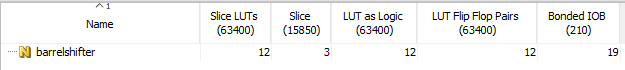 1
Name Slice LUTs (63400) Slice (15850) LUT as Logic (63400) LUT Flip Flop Pairs (63400) Bonded IOB (210)
N barrelshifter 12 3 12 12 19